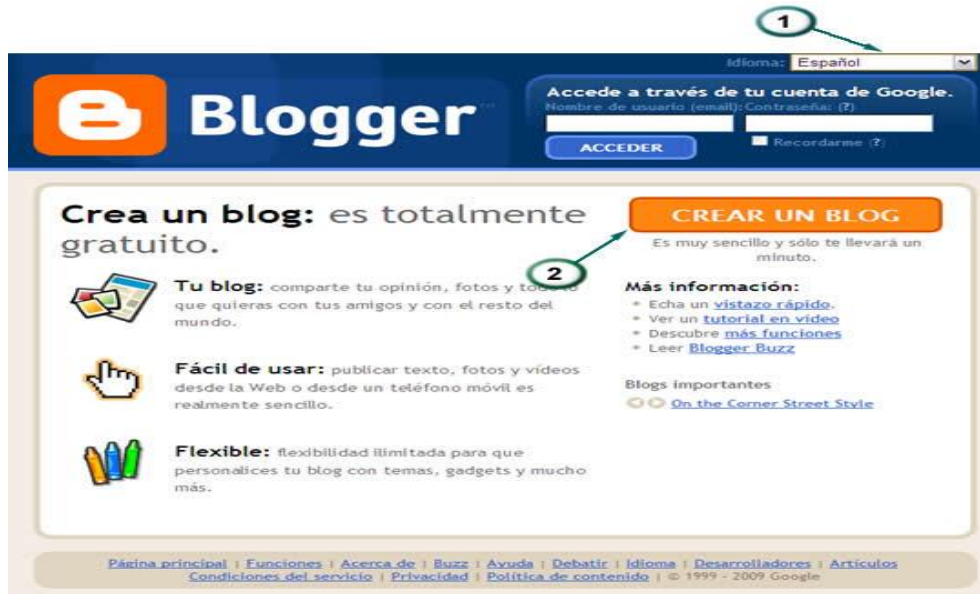 1
Idioma: Español
Blogger™
Accede a través de tu cuenta de Google.
Nombre de usuario (email): Contraseña: (?)
ACCEDER
Recordarme (?)
Crea un blog: es totalmente
gratuito.
Tu blog: comparte tu opinión, fotos y
que quieras con tus amigos y con el resto del
mundo.
Fácil de usar: publicar texto, fotos y vídeos
desde la Web o desde un teléfono móvil es
realmente sencillo.
Flexible: flexibilidad ilimitada para que
personalices tu blog con temas, gadgets y mucho
más.
CREAR UN BLOG
2
Es muy sencillo y sólo te llevará un
minuto.
Más información:
Echa un vistazo rápido.
Ver un tutorial en vídeo
Descubre más funciones
Leer Blogger Buzz
Blogs importantes
On the Corner Street Style
Página principal | Funciones | Acerca de | Buzz | Ayuda | Debatir | Idioma | Desarrolladores | Artículos
Condiciones del servicio | Privacidad | Política de contenido | © 1999 - 2009 Google